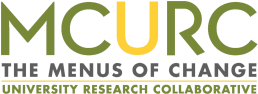 MCURC
THE MENUS OF CHANGE
UNIVERSITY RESEARCH COLLABORATIVE